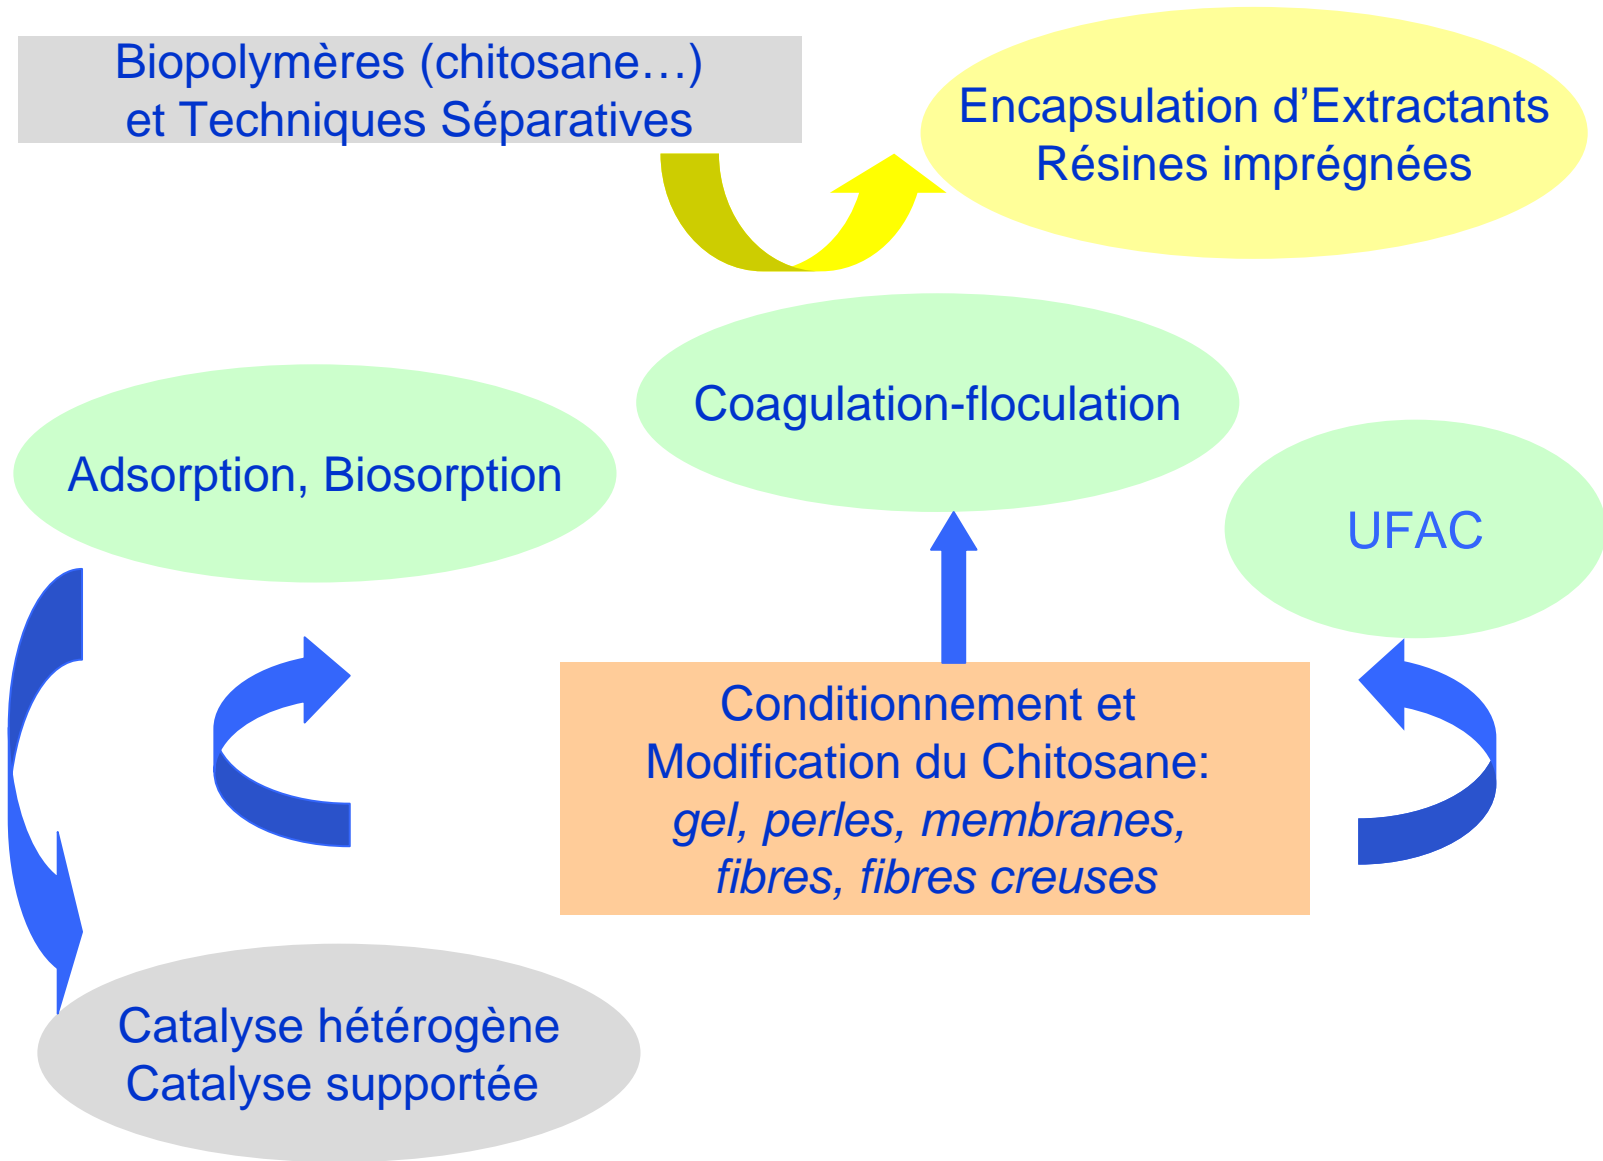 Biopolymères (chitosane…)
et Techniques Séparatives
Encapsulation d’Extractants
Résines imprégnées
Coagulation-floculation
Adsorption, Biosorption
UFAC
Conditionnement et
Modification du Chitosane:
gel, perles, membranes,
fibres, fibres creuses
Catalyse hétérogène
Catalyse supportée